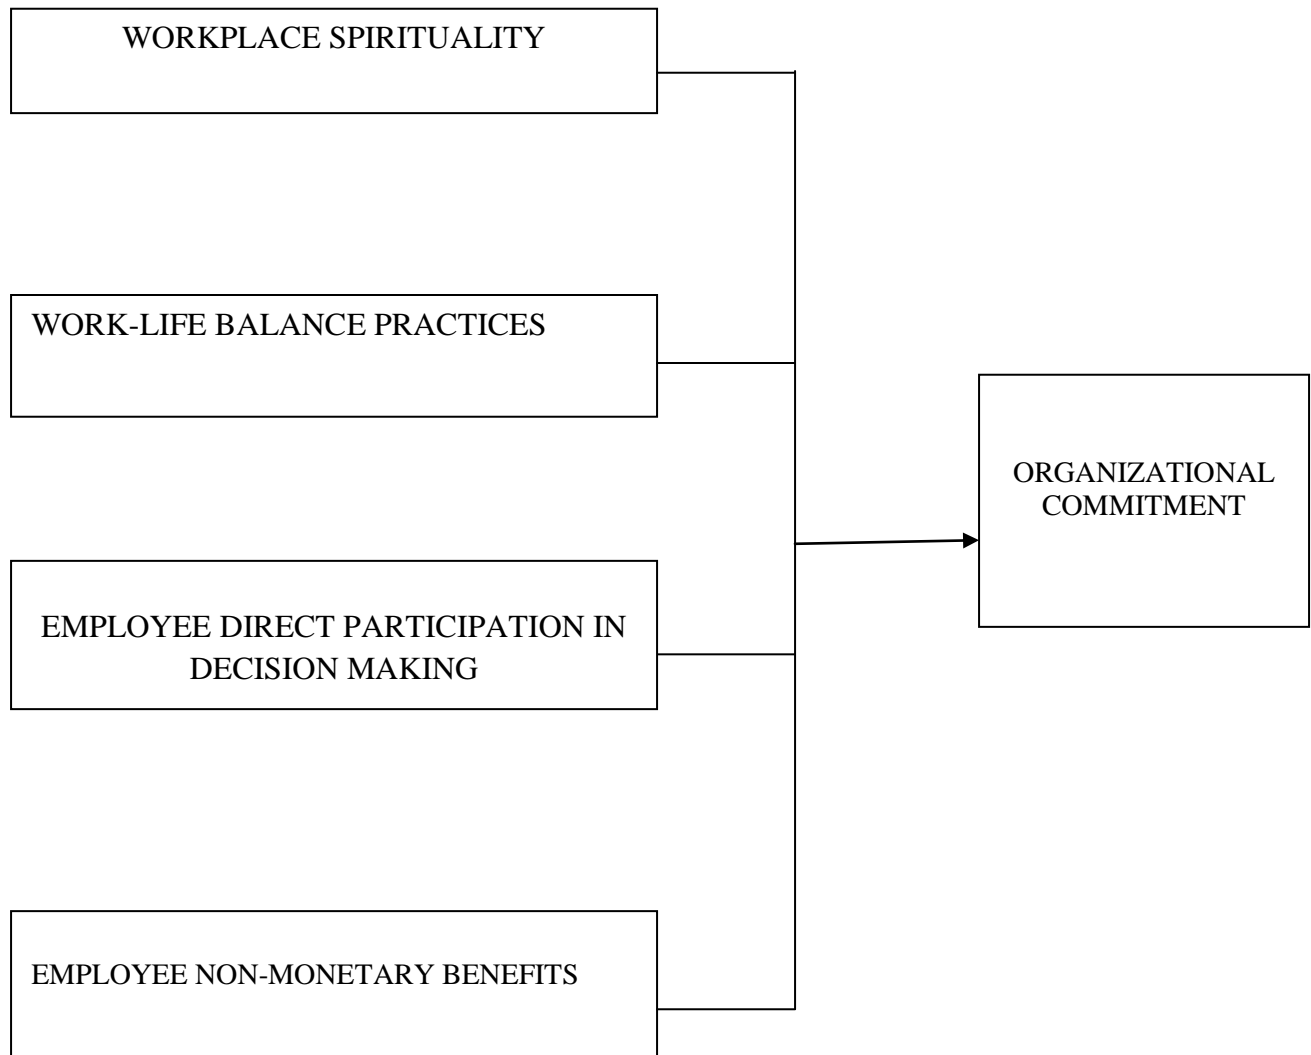 WORKPLACE SPIRITUALITY
WORK-LIFE BALANCE PRACTICES
ORGANIZATIONAL
COMMITMENT
EMPLOYEE DIRECT PARTICIPATION IN
DECISION MAKING
EMPLOYEE NON-MONETARY BENEFITS